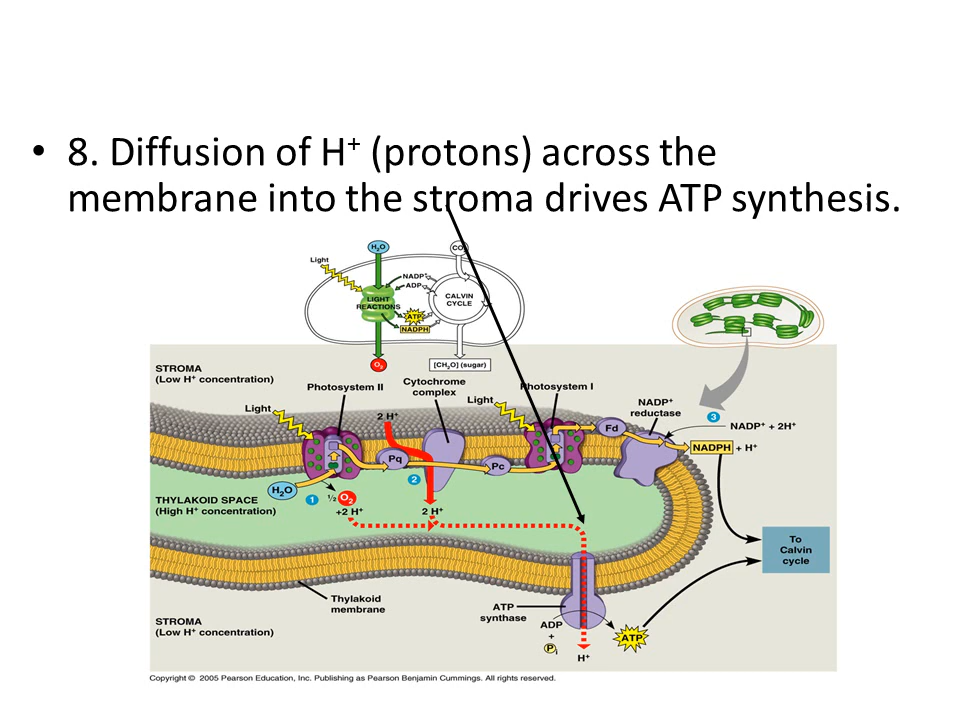 • 8. Diffusion of H⁺ (protons) across the
membrane into the stroma drives ATP synthesis.
H₂O
CO
Light
NADP⁺
ADP
LIGHT
REACTIONS
CALVIN
CYCLE
ATP
NADPH
O₂
[CH₂O] (sugar)
STROMA
(Low H⁺ concentration)
Photosystem II
Cytochrome
complex
Photosystem I
Light
2 H⁺
Light
NADP⁺
reductase
3
Fd
NADP⁺ + 2H⁺
NADPH + H⁺
Pq
Pc
2
H₂O
THYLAKOID SPACE
(High H⁺ concentration)
1
½ O₂
+2 H⁺
2 H⁺
To
Calvin
cycle
Thylakoid
membrane
STROMA
(Low H⁺ concentration)
ATP
synthase
ADP
+
P i
ATP
H⁺
Copyright © 2005 Pearson Education, Inc. Publishing as Pearson Benjamin Cummings. All rights reserved.